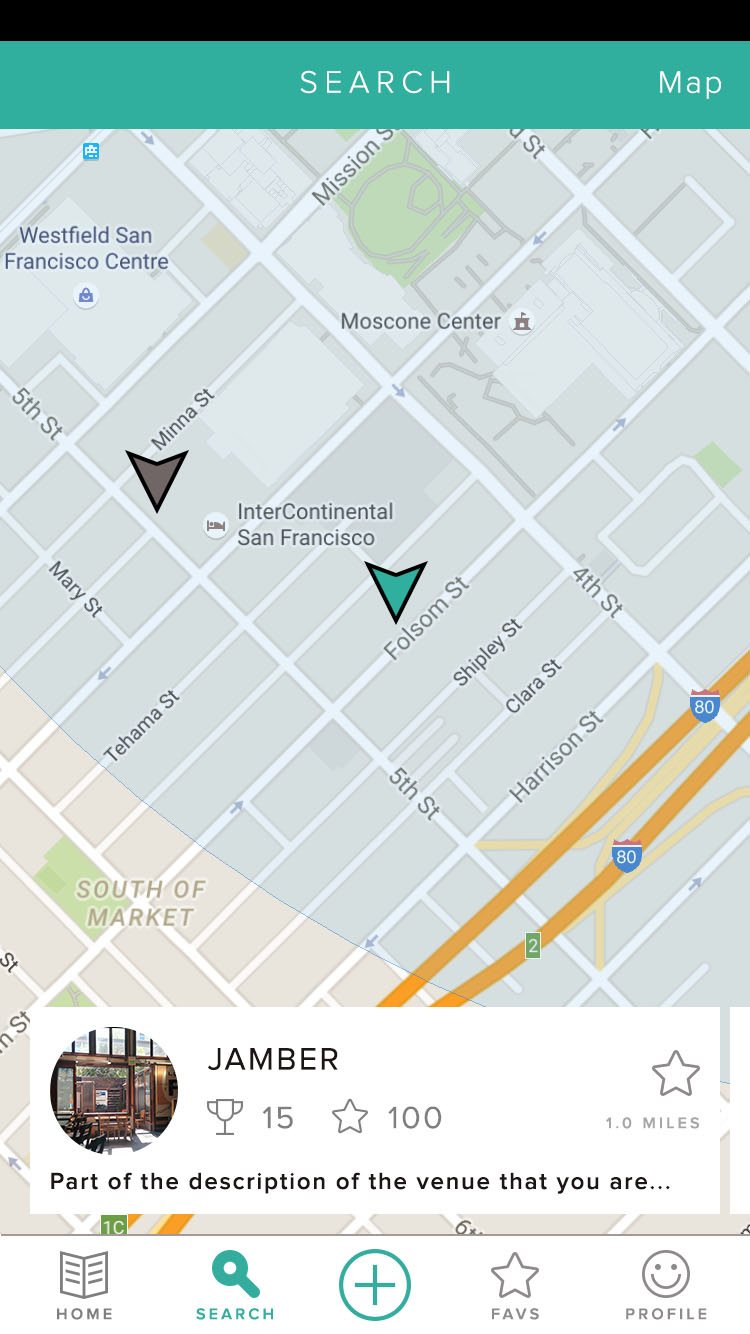 SEARCH
Map
Mission S
d St
Westfield San
Francisco Centre
Moscone Center
5th St
Minna St
InterContinental
San Francisco
Mary St
4th St
Folsom St
Shipley St
Clara St
80
Tehama St
Harrison St
5th St
80
SOUTH OF
MARKET
2
St
n St
JAMBER
15
100
1.0 MILES
Part of the description of the venue that you are...
1C
6t
HOME
SEARCH
FAVS
PROFILE